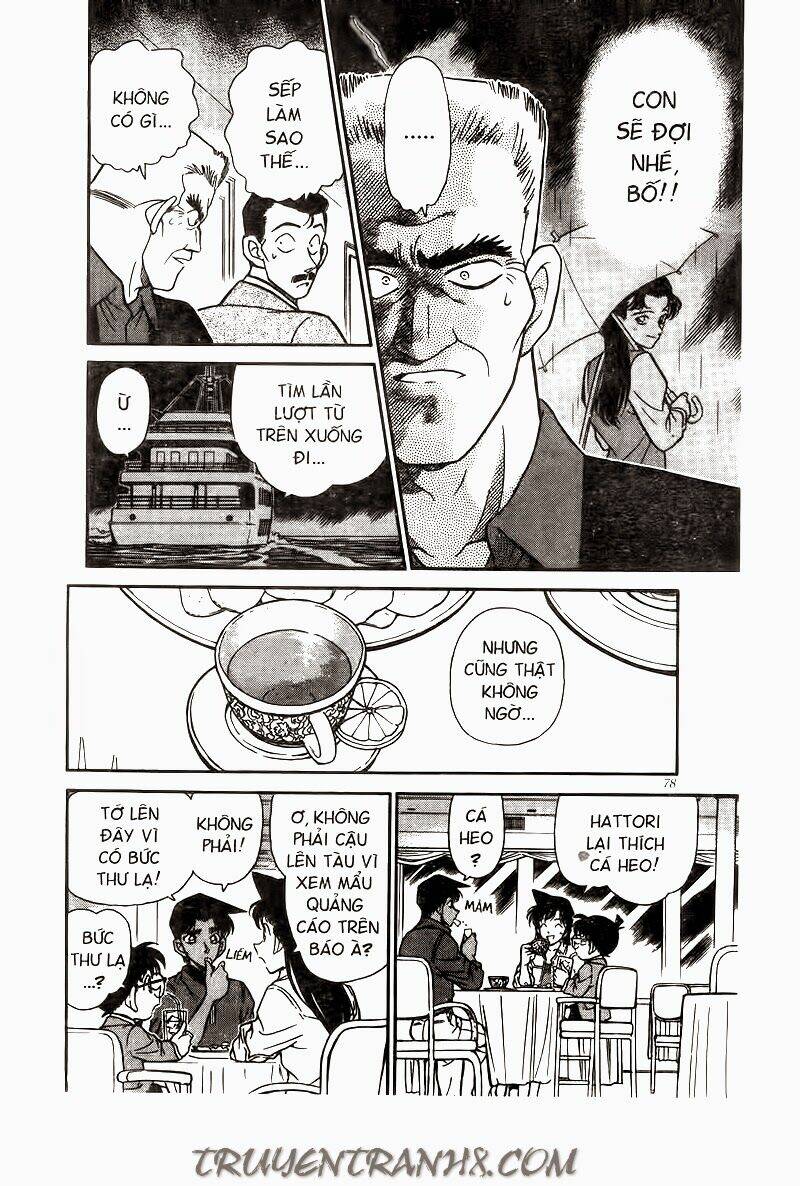 CON
SẼ ĐỢI
NHÉ,
BỐ!!
.....
SẾP
LÀM
SAO
THẾ...
KHÔNG
CÓ GÌ...
TÌM LẦN
LƯỢT TỪ
TRÊN XUỐNG
ĐI...
Ừ
...
NHƯNG
CŨNG THẬT
KHÔNG
NGỜ...
78
HATTORI
LẠI THÍCH
CÁ HEO!
CÁ
HEO
?
MĂM
Ơ, KHÔNG
PHẢI CẬU
LÊN TÀU VÌ
XEM MẨU
QUẢNG
CÁO TRÊN
BÁO À?
KHÔNG
PHẢI!
TỚ LÊN
ĐÂY VÌ
CÓ BỨC
THƯ LẠ!
LIẾM
BỨC
THƯ LẠ
...?
TRUYENTRANH8.COM